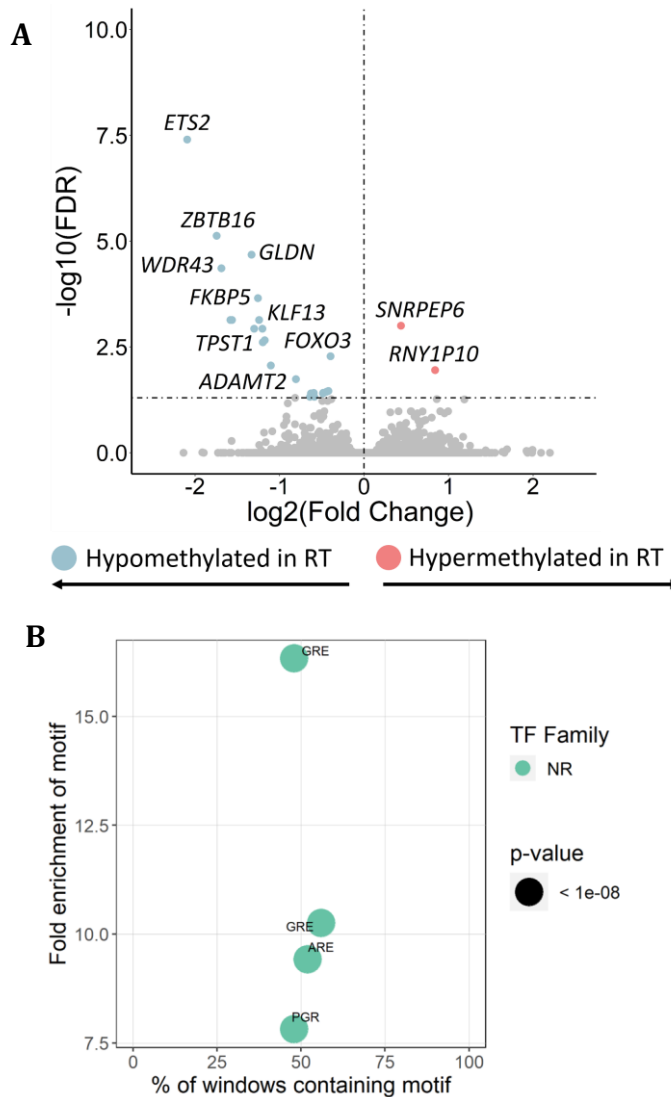 A
10.0
7.5
5.0
2.5
0.0
-log10(FDR)
ETS2
ZBTB16
GLDN
WDR43
FKBP5
KLF13
TPST1
FOXO3
ADAMT2
SNRPEP6
RNY1P10
-2 -1 0 1 2
log2(Fold Change)
Hypomethylated in RT
Hypermethylated in RT
B
Fold enrichment of motif
15.0
12.5
10.0
7.5
GRE
GRE
ARE
PGR
0 25 50 75 100
% of windows containing motif
TF Family
NR
p-value
< 1e-08